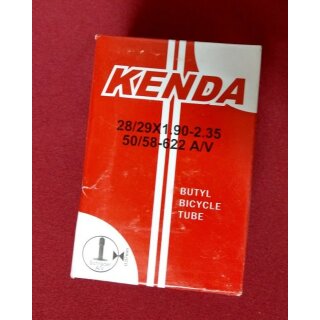 KENDA
28/29X1.90-2.35
50/58-622 A/V
BUTYL
BICYCLE
TUBE